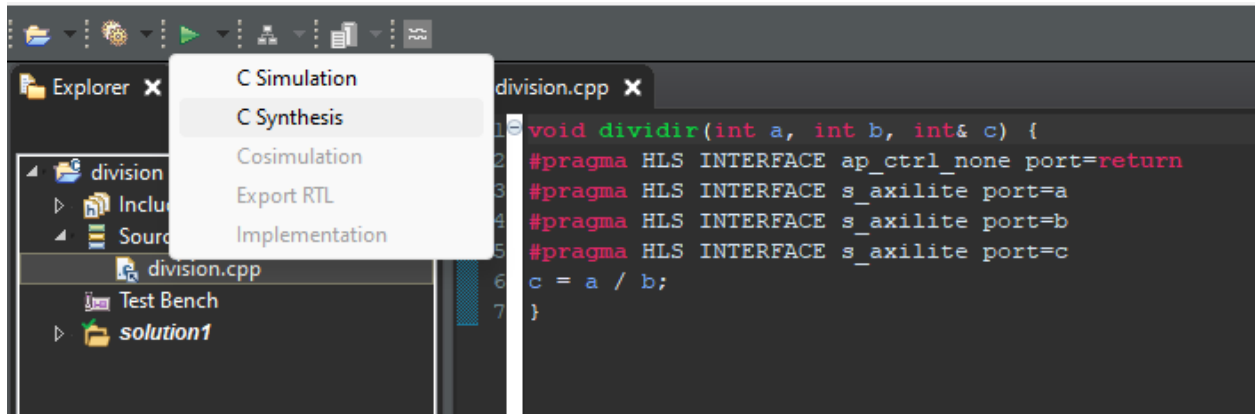 Explorer
division
Inclu
Sourc
division.cpp
Test Bench
solution1
C Simulation
C Synthesis
Cosimulation
Export RTL
Implementation
division.cpp
1 void dividir(int a, int b, int& c) {
2 #pragma HLS INTERFACE ap_ctrl_none port=return
3 #pragma HLS INTERFACE s_axilite port=a
4 #pragma HLS INTERFACE s_axilite port=b
5 #pragma HLS INTERFACE s_axilite port=c
6 c = a / b;
7 }